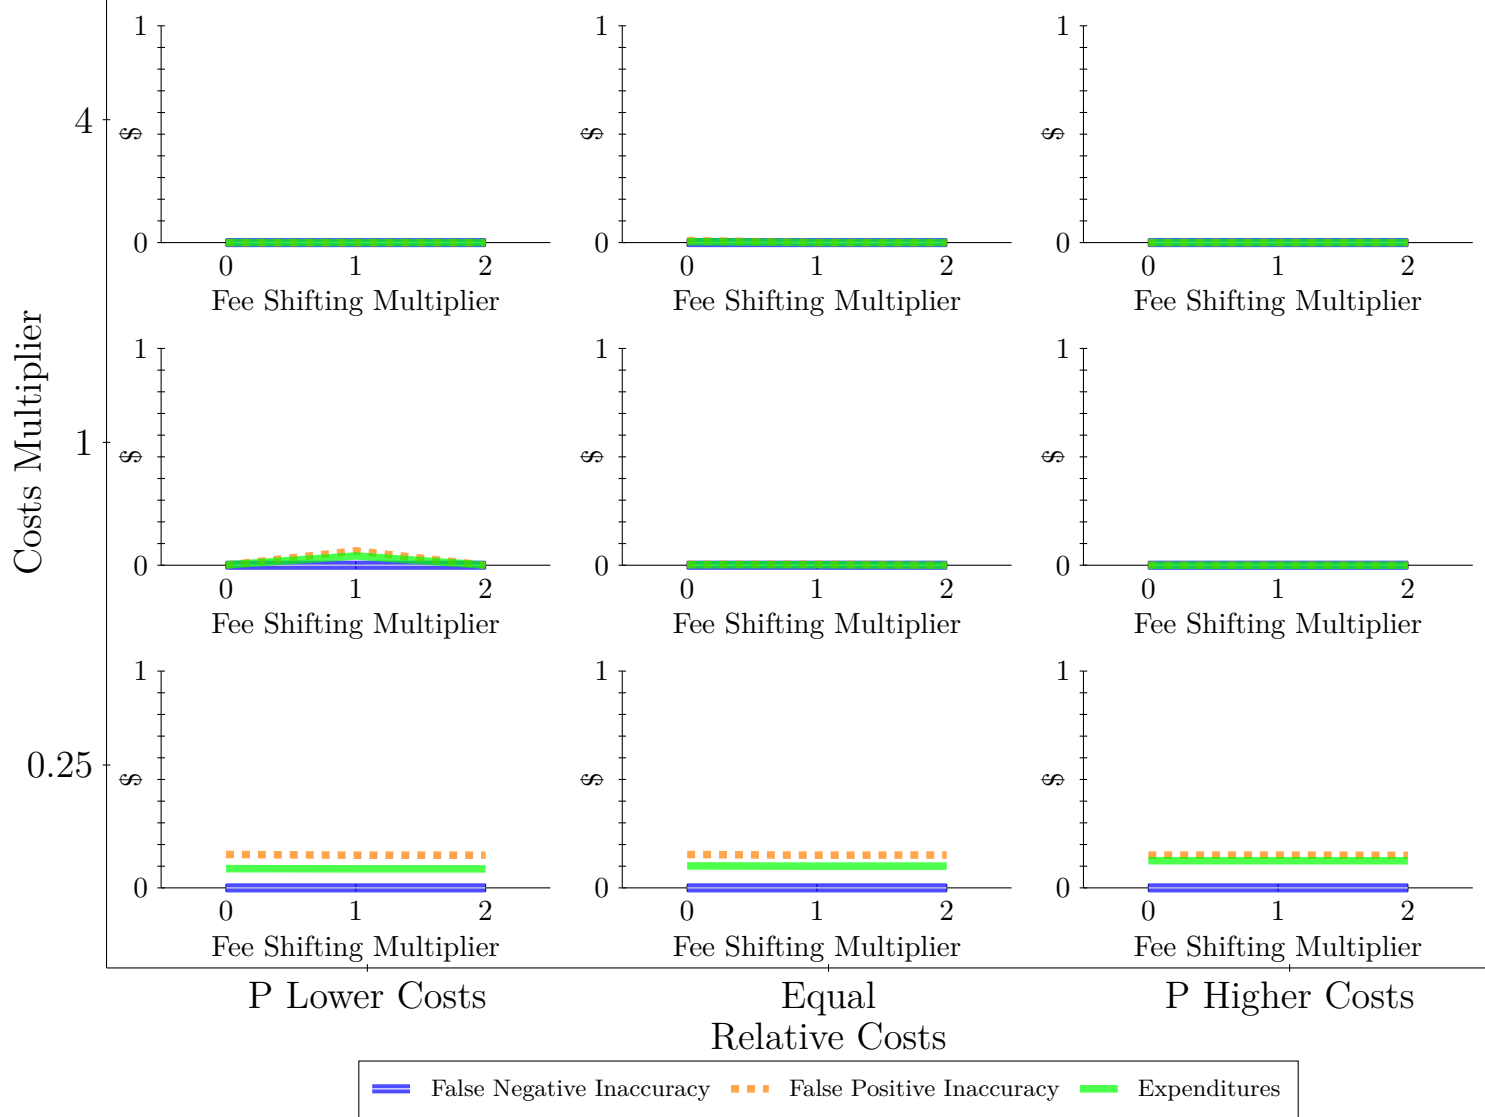 1
0
$
0 1 2
Fee Shifting Multiplier
1
0
$
0 1 2
Fee Shifting Multiplier
1
0
$
0 1 2
Fee Shifting Multiplier
4
1
0
$
0 1 2
Fee Shifting Multiplier
1
0
$
0 1 2
Fee Shifting Multiplier
1
0
$
0 1 2
Fee Shifting Multiplier
1
Costs Multiplier
1
0
$
0 1 2
Fee Shifting Multiplier
1
0
$
0 1 2
Fee Shifting Multiplier
1
0
$
0 1 2
Fee Shifting Multiplier
0.25
P Lower Costs
Equal
P Higher Costs
Relative Costs
False Negative Inaccuracy
False Positive Inaccuracy
Expenditures